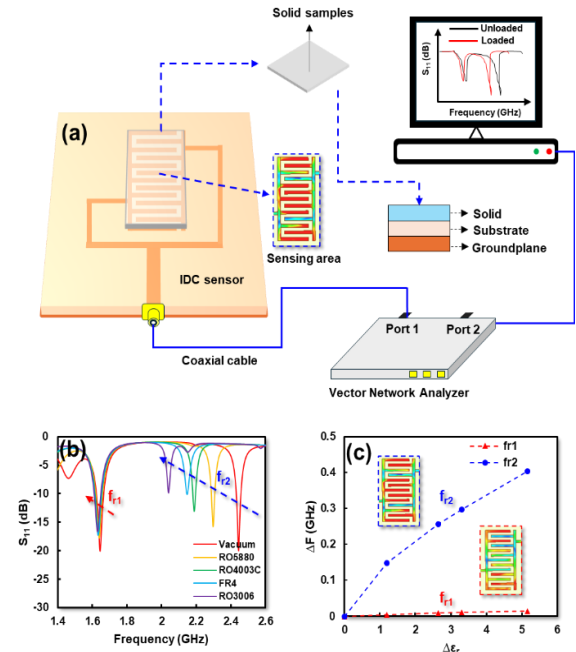 Solid samples
Unloaded
Loaded
S11 (dB)
Frequency (GHz)
(a)
Solid
Substrate
Groundplane
Sensing area
IDC sensor
Port 1
Port 2
Coaxial cable
Vector Network Analyzer
(b)
0
-5
-10
-15
-20
-25
-30
S11 (dB)
fr1
fr2
Vacuum
RO5880
RO4003C
FR4
RO3006
1.4 1.6 1.8 2 2.2 2.4 2.6
Frequency (GHz)
(c)
fr1
fr2
0.5
0.4
0.3
0.2
0.1
0
ΔF (GHz)
fr2
fr1
0 1 2 3 4 5 6
Δεr